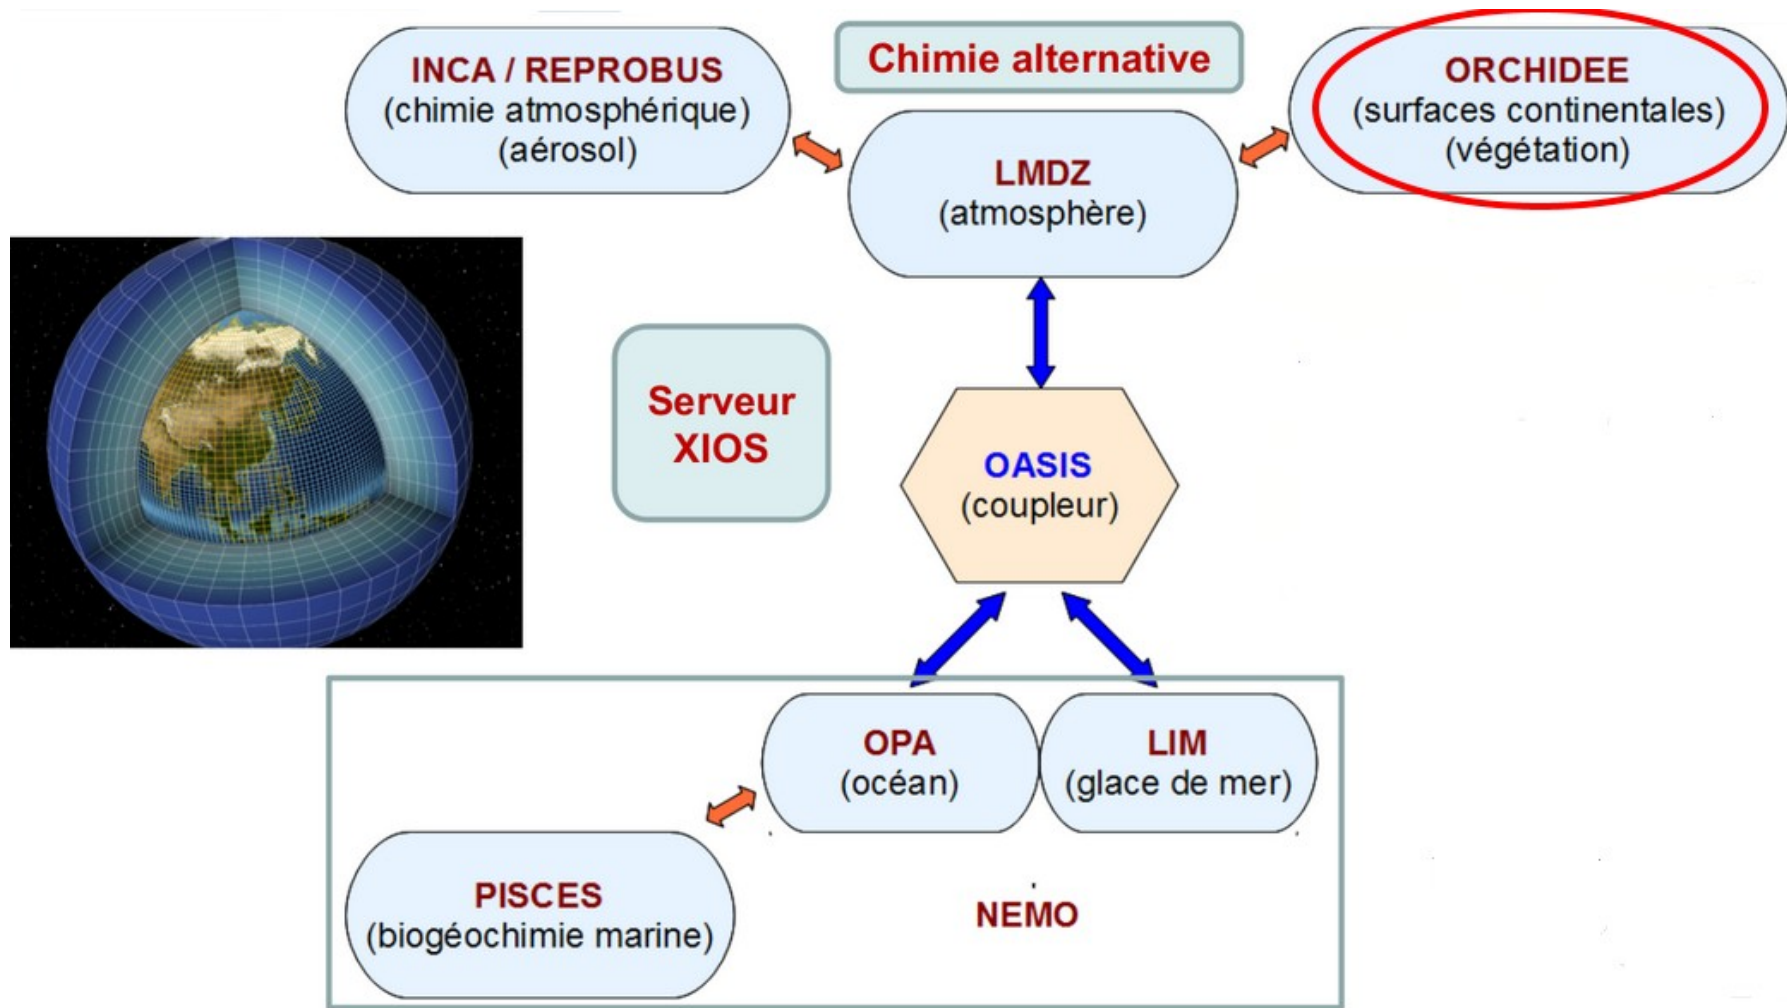 INCA / REPROBUS
(chimie atmosphérique)
(aérosol)
Chimie alternative
ORCHIDEE
(surfaces continentales)
(végétation)
LMDZ
(atmosphère)
Serveur
XIOS
OASIS
(coupleur)
OPA
(océan)
LIM
(glace de mer)
PISCES
(biogéochimie marine)
NEMO